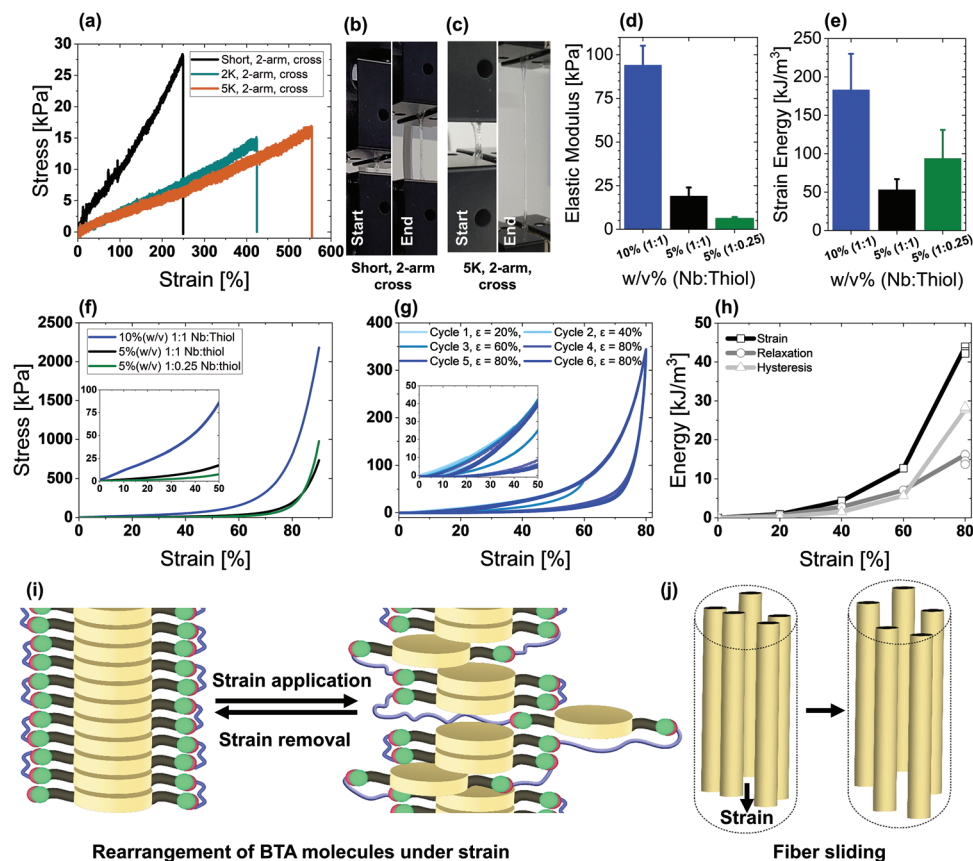 (a)
Stress [kPa]
30
25
20
15
10
5
0
Short, 2-arm, cross
2K, 2-arm, cross
5K, 2-arm, cross
0 100 200 300 400 500 600
Strain [%]
(b)
Start
End
Short, 2-arm
cross
(c)
Start
End
5K, 2-arm,
cross
(d)
Elastic Modulus [kPa]
100
75
50
25
0
10% (1:1) 5% (1:1) 5% (1:0.25)
w/v% (Nb:Thiol)
(e)
Strain Energy [kJ/m³]
250
200
150
100
50
0
10% (1:1) 5% (1:1) 5% (1:0.25)
w/v% (Nb:Thiol)
(f)
Stress [kPa]
2500
2000
1500
1000
500
0
10%(w/v) 1:1 Nb:Thiol
5%(w/v) 1:1 Nb:thiol
5%(w/v) 1:0.25 Nb:thiol
100
75
50
25
0
0 10 20 30 40 50
0 20 40 60 80
Strain [%]
(g)
400
300
200
100
0
Cycle 1, ε = 20%, Cycle 2, ε = 40%,
Cycle 3, ε = 60%, Cycle 4, ε = 80%,
Cycle 5, ε = 80%, Cycle 6, ε = 80%
50
40
30
20
10
0
0 10 20 30 40 50
0 20 40 60 80
Strain [%]
(h)
Energy [kJ/m³]
50
40
30
20
10
0
Strain
Relaxation
Hysteresis
0 20 40 60 80
Strain [%]
(i)
Strain application
Strain removal
Rearrangement of BTA molecules under strain
(j)
Strain
Fiber sliding